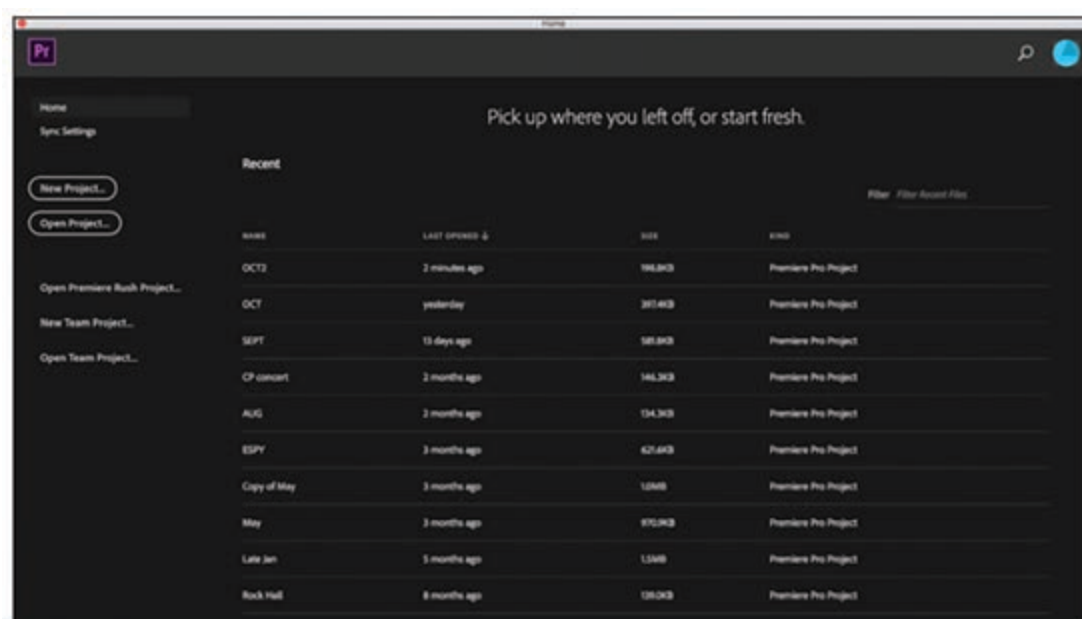 Home
Pr
Home
Sync Settings
Pick up where you left off, or start fresh.
Recent
New Project...
Open Project...
Filter Filter Recent Files
NAME LAST OPENED ↓ SIZE KIND
OCT3 2 minutes ago 198.8KB Premiere Pro Project
OCT yesterday 397.4KB Premiere Pro Project
SEPT 13 days ago 581.8KB Premiere Pro Project
CP concert 2 months ago 146.3KB Premiere Pro Project
AUG 2 months ago 134.3KB Premiere Pro Project
ESPY 3 months ago 621.6KB Premiere Pro Project
Copy of May 3 months ago 1.0MB Premiere Pro Project
May 3 months ago 970.9KB Premiere Pro Project
Late Jan 5 months ago 1.5MB Premiere Pro Project
Rock Hall 8 months ago 139.0KB Premiere Pro Project
Open Premiere Rush Project...
New Team Project...
Open Team Project...